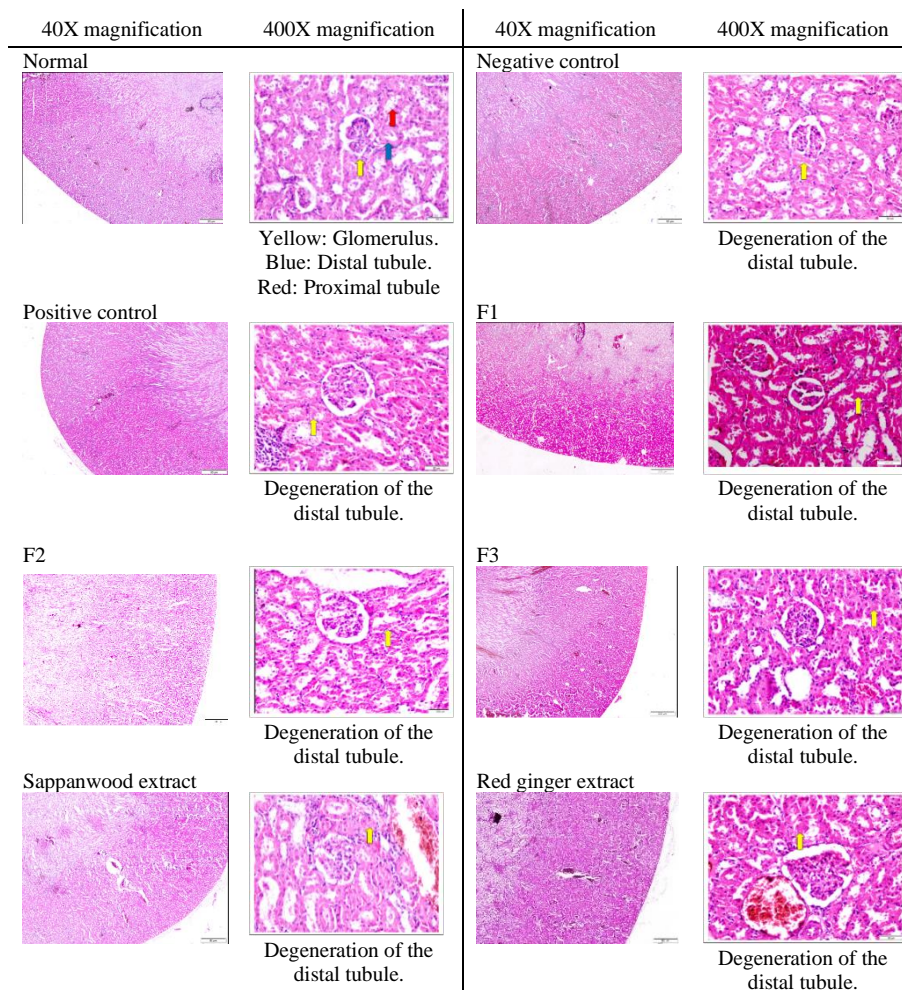 40X magnification
400X magnification
40X magnification
400X magnification
Normal
Negative control
Yellow: Glomerulus.
Blue: Distal tubule.
Red: Proximal tubule
Degeneration of the
distal tubule.
Positive control
F1
Degeneration of the
distal tubule.
Degeneration of the
distal tubule.
F2
F3
Degeneration of the
distal tubule.
Degeneration of the
distal tubule.
Sappanwood extract
Red ginger extract
Degeneration of the
distal tubule.
Degeneration of the
distal tubule.